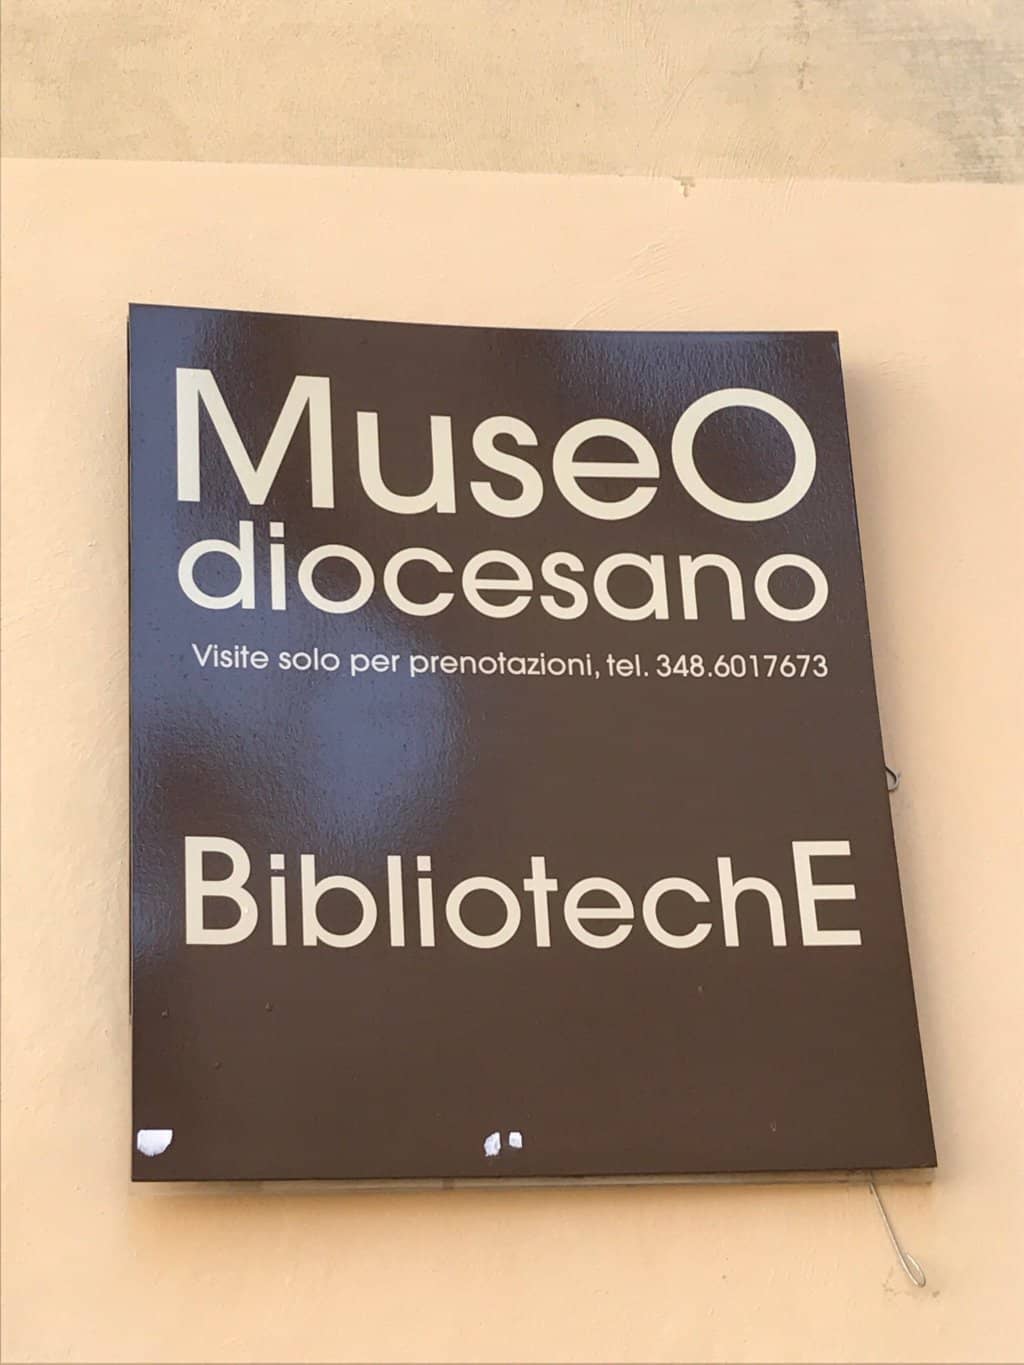 MuseO
diocesano
Visite solo per prenotazioni, tel. 348.6017673
BibliotechE